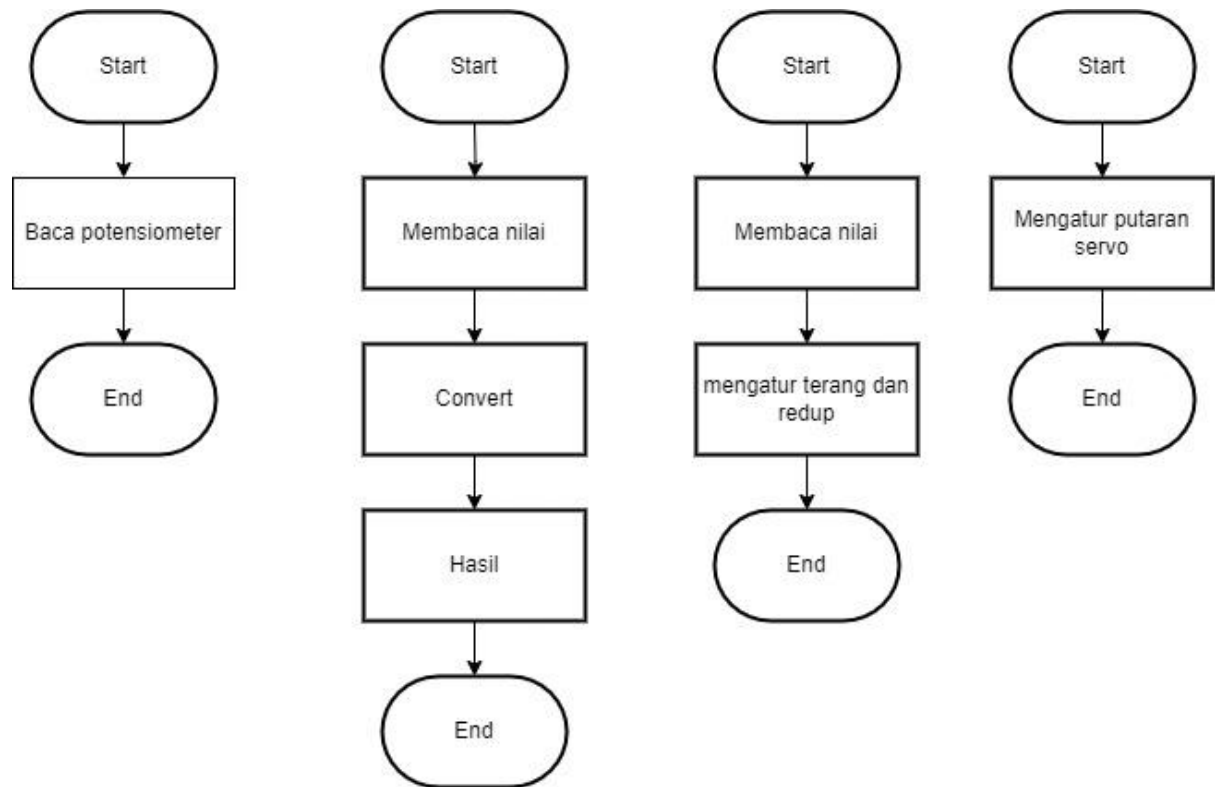 Start
Baca potensiometer
End
Start
Membaca nilai
Convert
Hasil
End
Start
Membaca nilai
mengatur terang dan
redup
End
Start
Mengatur putaran
servo
End